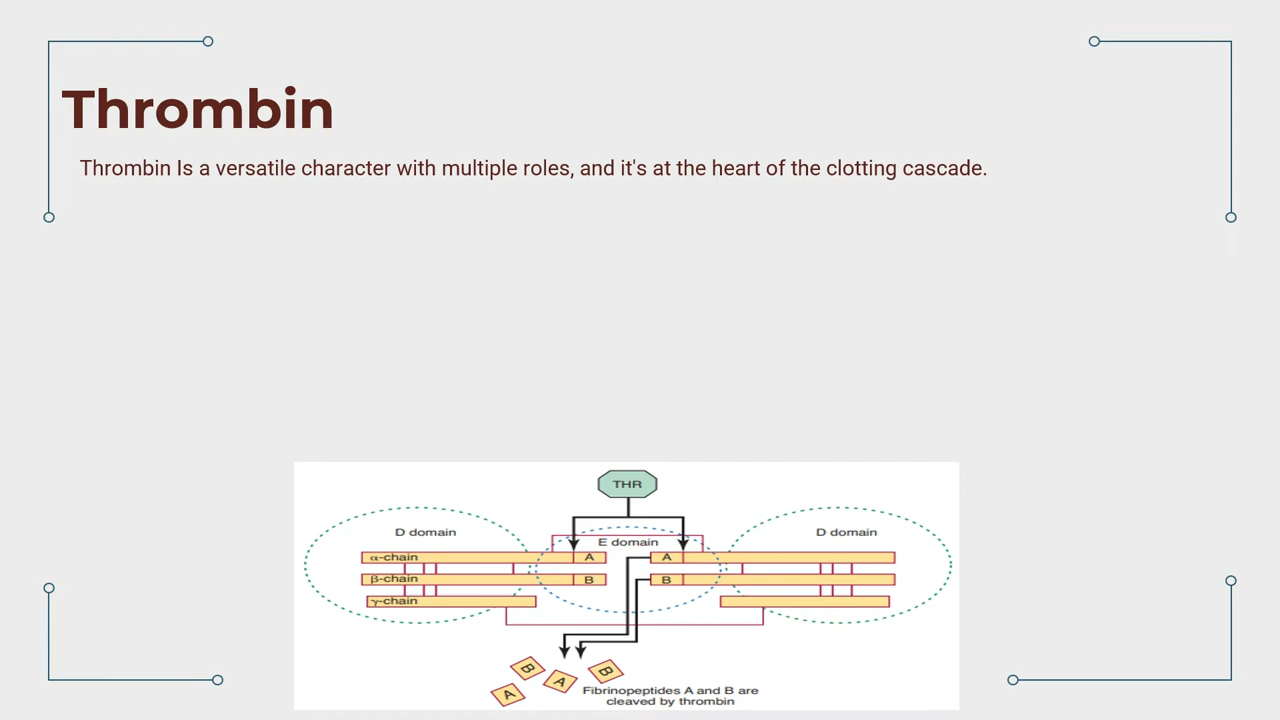 Thrombin
Thrombin Is a versatile character with multiple roles, and it's at the heart of the clotting cascade.
THR
D domain
E domain
D domain
α-chain
A
A
β-chain
B
B
γ-chain
B
A
B
A
Fibrinopeptides A and B are
cleaved by thrombin